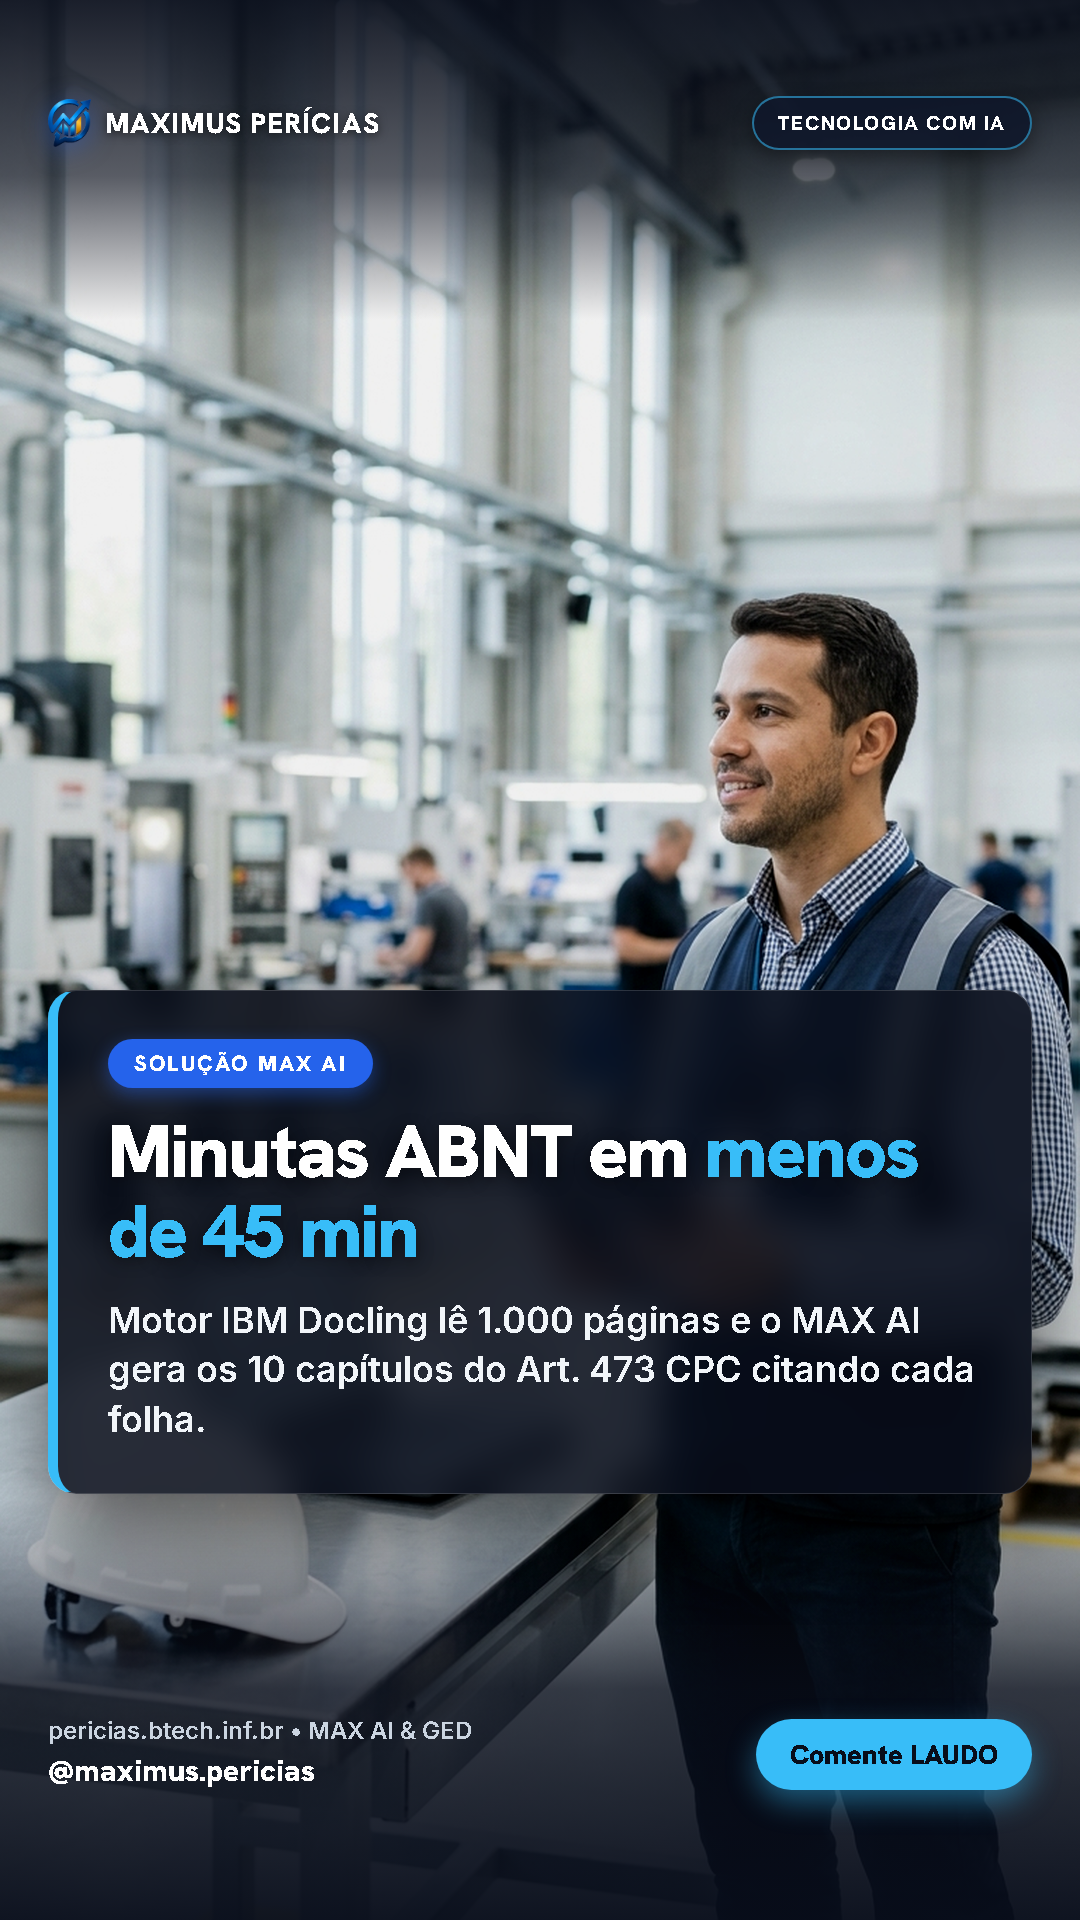 MAXIMUS PERÍCIAS
TECNOLOGIA COM IA
SOLUÇÃO MAX AI
Minutas ABNT em menos
de 45 min
Motor IBM Docling lê 1.000 páginas e o MAX AI
gera os 10 capítulos do Art. 473 CPC citando cada
folha.
pericias.btech.inf.br • MAX AI & GED
@maximus.pericias
Comente LAUDO